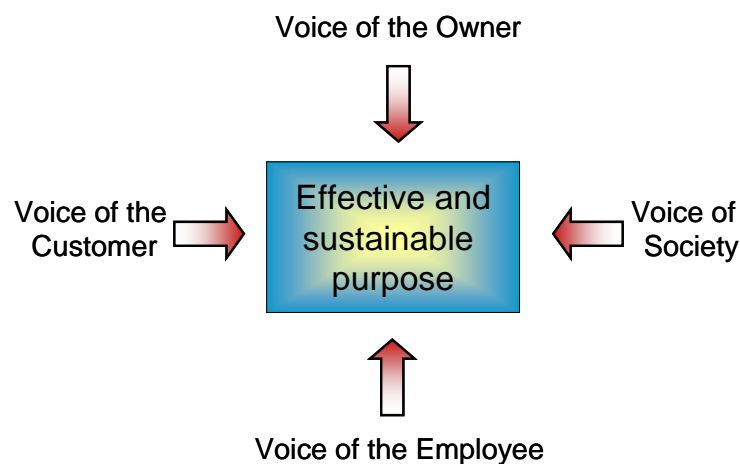 Voice of the Owner
Voice of the
Customer
Effective and
sustainable
purpose
Voice of
Society
Voice of the Employee